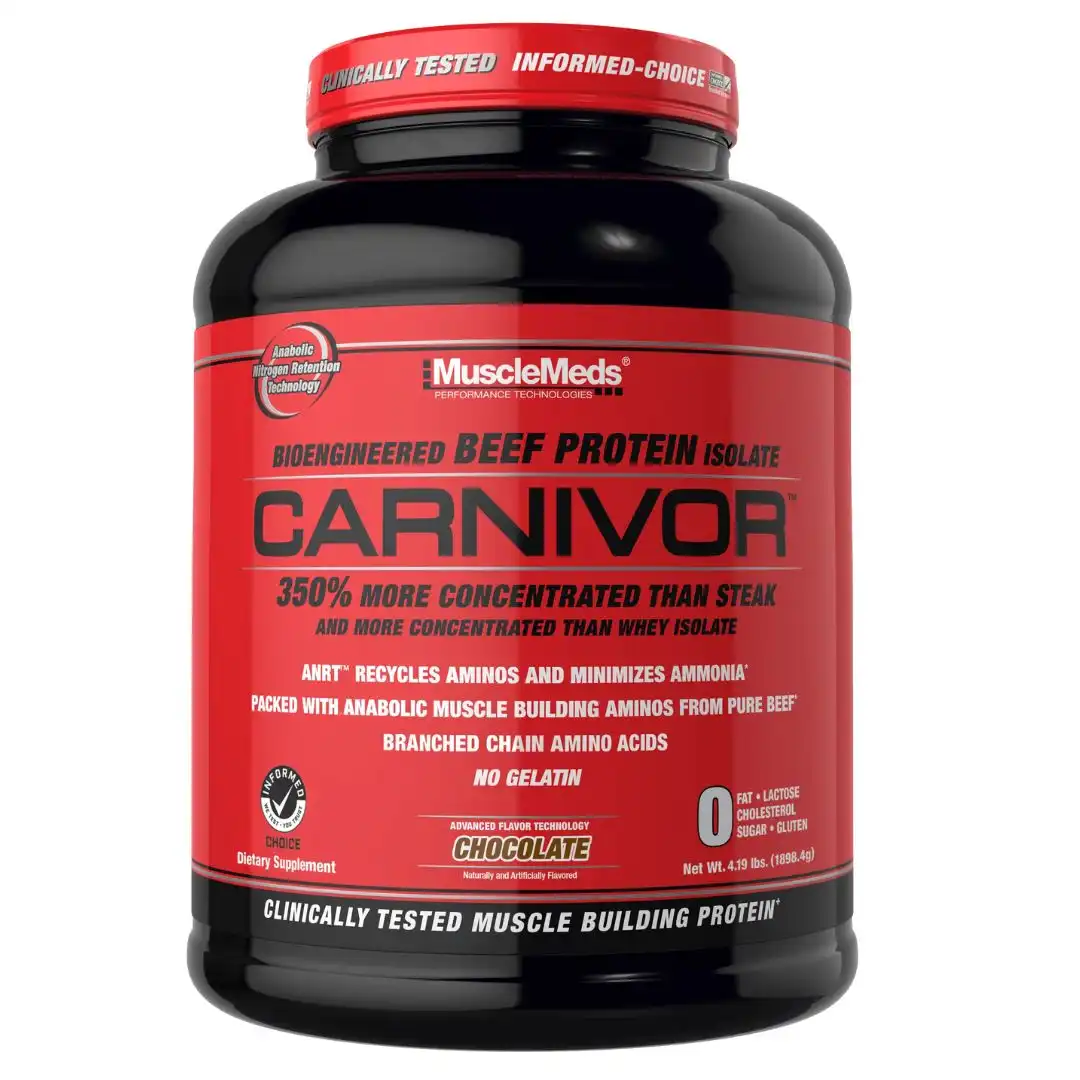 CLINICALLY TESTED INFORMED-CHOICE
Anabolic
Nitrogen Retention
Technology
MuscleMeds®
PERFORMANCE TECHNOLOGIES
BIOENGINEERED BEEF PROTEIN ISOLATE
CARNIVOR™
350% MORE CONCENTRATED THAN STEAK
AND MORE CONCENTRATED THAN WHEY ISOLATE
ANRT™ RECYCLES AMINOS AND MINIMIZES AMMONIA*
PACKED WITH ANABOLIC MUSCLE BUILDING AMINOS FROM PURE BEEF*
BRANCHED CHAIN AMINO ACIDS
NO GELATIN
INFORMED
WE TEST · YOU TRUST
CHOICE
Dietary Supplement
ADVANCED FLAVOR TECHNOLOGY
CHOCOLATE
Naturally and Artificially Flavored
0 FAT • LACTOSE
CHOLESTEROL
SUGAR • GLUTEN
Net Wt. 4.19 lbs. (1898.4g)
CLINICALLY TESTED MUSCLE BUILDING PROTEIN⁺